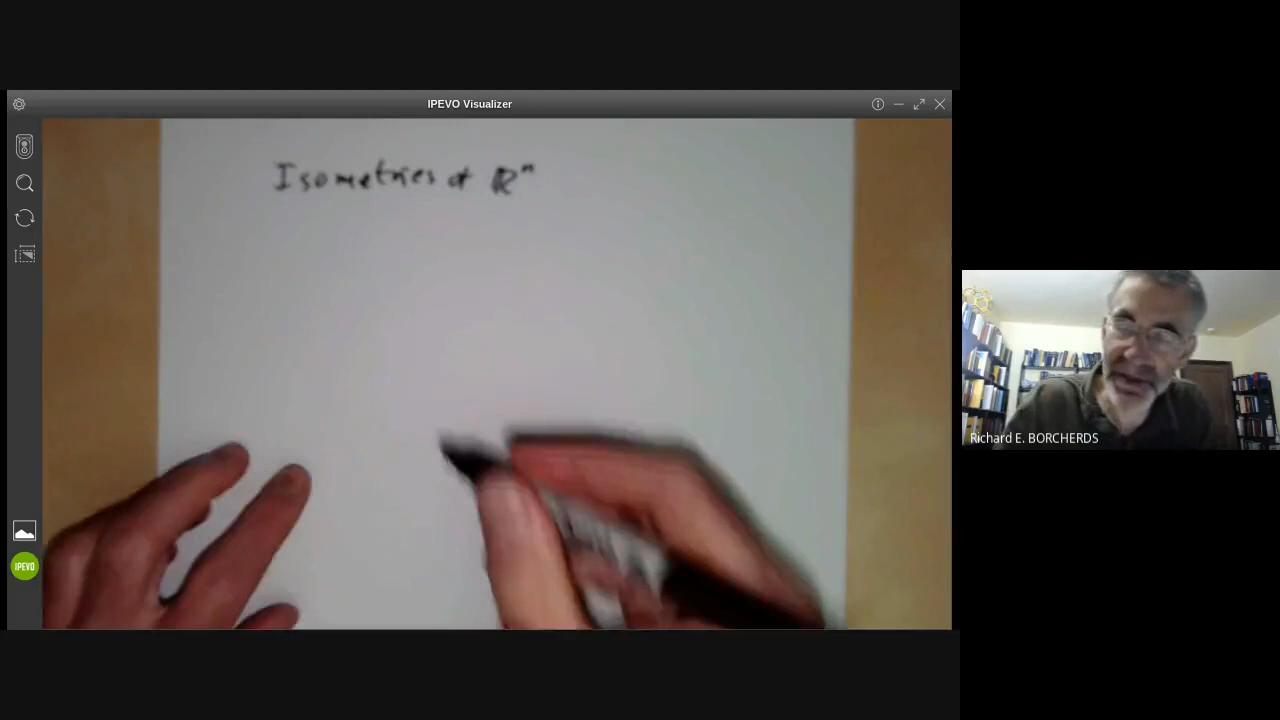 IPEVO Visualizer
Isometries of ℝⁿ
IPEVO
Richard E. BORCHERDS